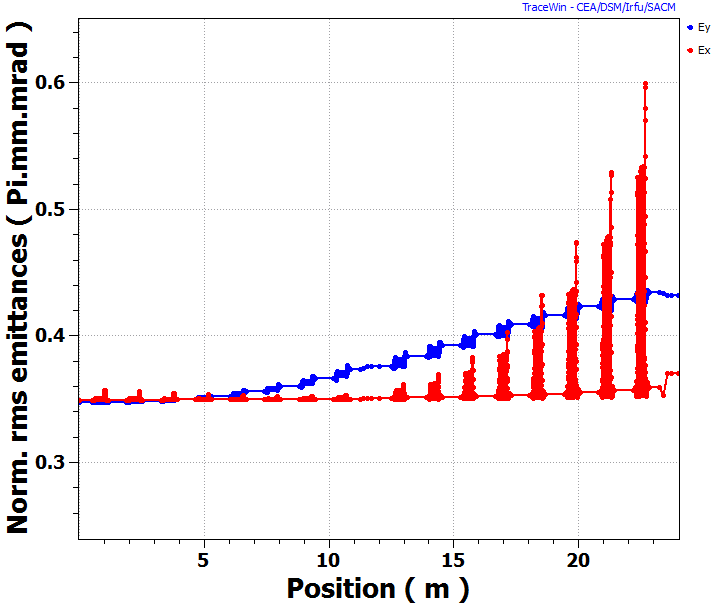 TraceWin - CEA/DSM/Irfu/SACM
Ey
Ex
Norm. rms emittances ( Pi.mm.mrad )
0.6
0.5
0.4
0.3
5 10 15 20
Position ( m )